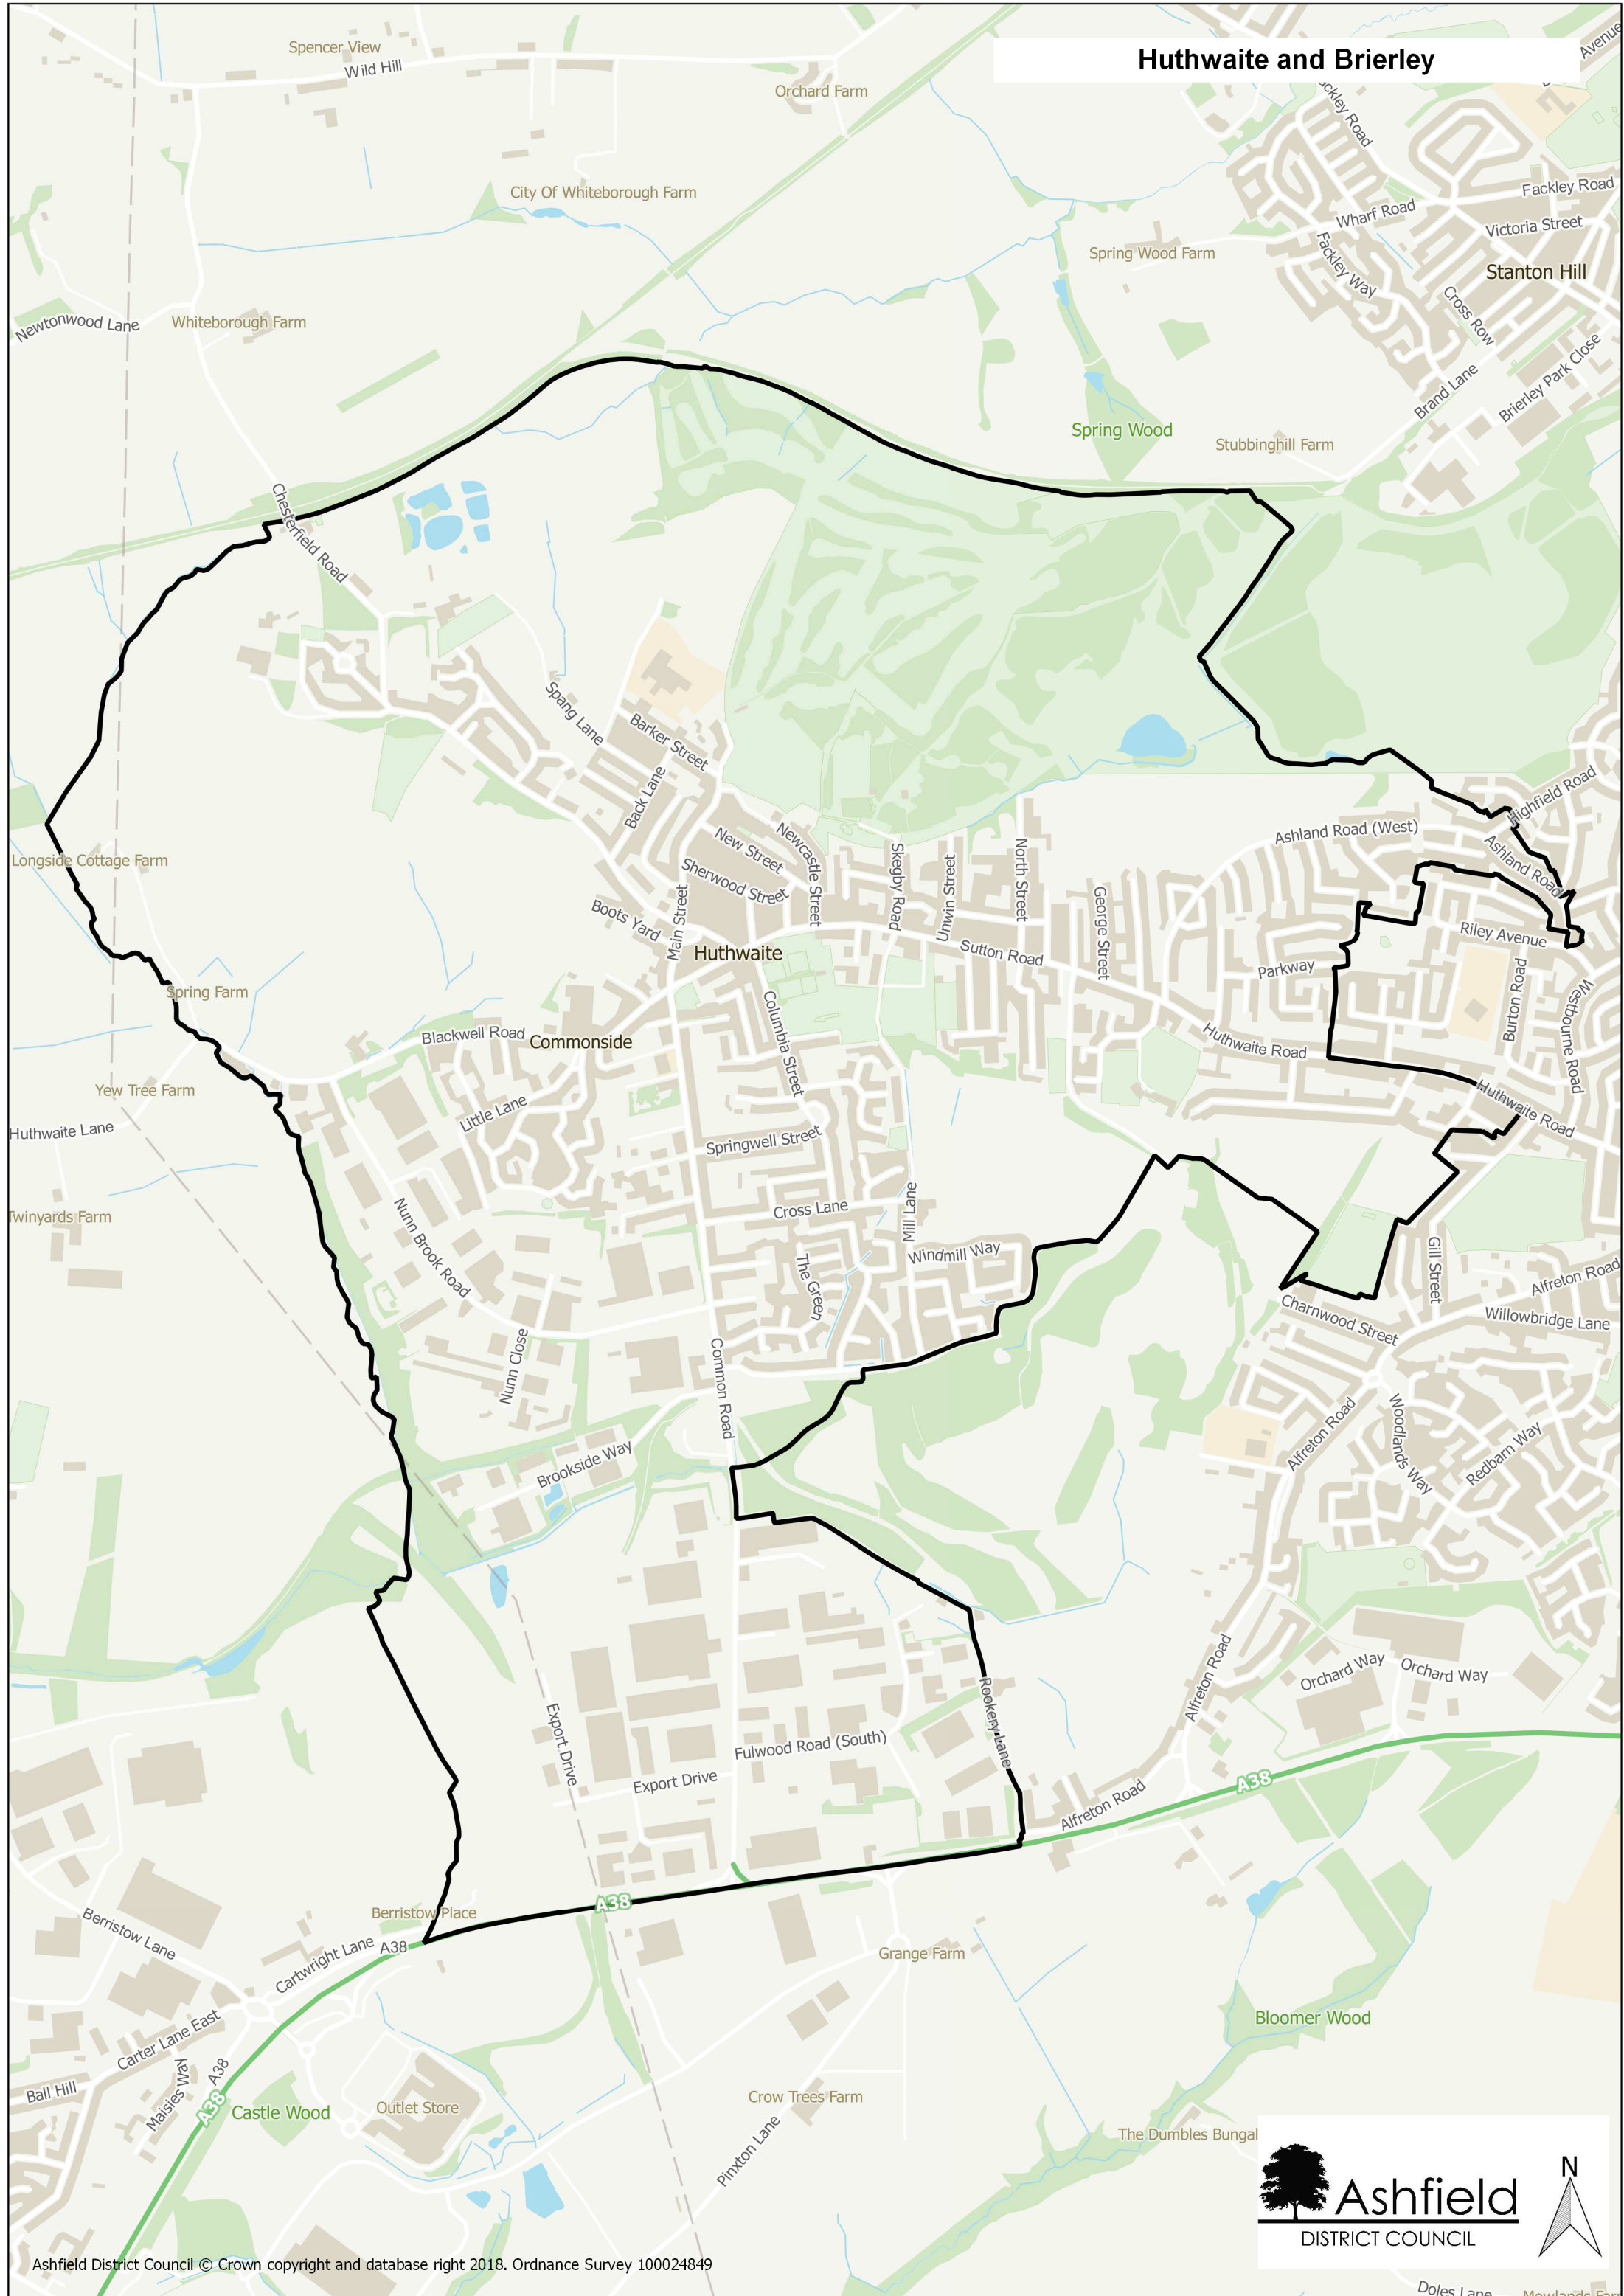 Huthwaite and Brierley
Avenue
Spencer View
Wild Hill
Orchard Farm
City Of Whiteborough Farm
Fackley Road
Wharf Road
Victoria Street
Fackley Way
Stanton Hill
Spring Wood Farm
Cross Row
Newtonwood Lane
Whiteborough Farm
Brierley Park Close
Brand Lane
Spring Wood
Stubbinghill Farm
Chesterfield Road
Spang Lane
Barker Street
Back Lane
Highfield Road
Ashland Road (West)
Ashland Road
New Street
Newcastle Street
Sherwood Street
Skegby Road
Unwin Street
North Street
George Street
Longside Cottage Farm
Boots Yard
Main Street
Huthwaite
Sutton Road
Riley Avenue
Parkway
Burton Road
Westbourne Road
Spring Farm
Blackwell Road
Commonside
Columbia Street
Huthwaite Road
Huthwaite Road
Yew Tree Farm
Little Lane
Huthwaite Lane
Springwell Street
Twinyards Farm
Cross Lane
Mill Lane
Windmill Way
Nunn Brook Road
The Green
Gill Street
Alfreton Road
Charnwood Street
Willowbridge Lane
Nunn Close
Common Road
Alfreton Road
Woodlands Way
Redbarn Way
Brookside Way
Alfreton Road
Orchard Way
Orchard Way
Rookery Lane
Export Drive
Fulwood Road (South)
Export Drive
A38
Alfreton Road
A38
Berristow Place
Berristow Lane
Cartwright Lane
A38
Grange Farm
Carter Lane East
Bloomer Wood
Ball Hill
Maisies Way
A38
A38
Castle Wood
Outlet Store
Crow Trees Farm
Pinxton Lane
The Dumbles Bungal
N
Ashfield
DISTRICT COUNCIL
Ashfield District Council © Crown copyright and database right 2018. Ordnance Survey 100024849
Doles Lane